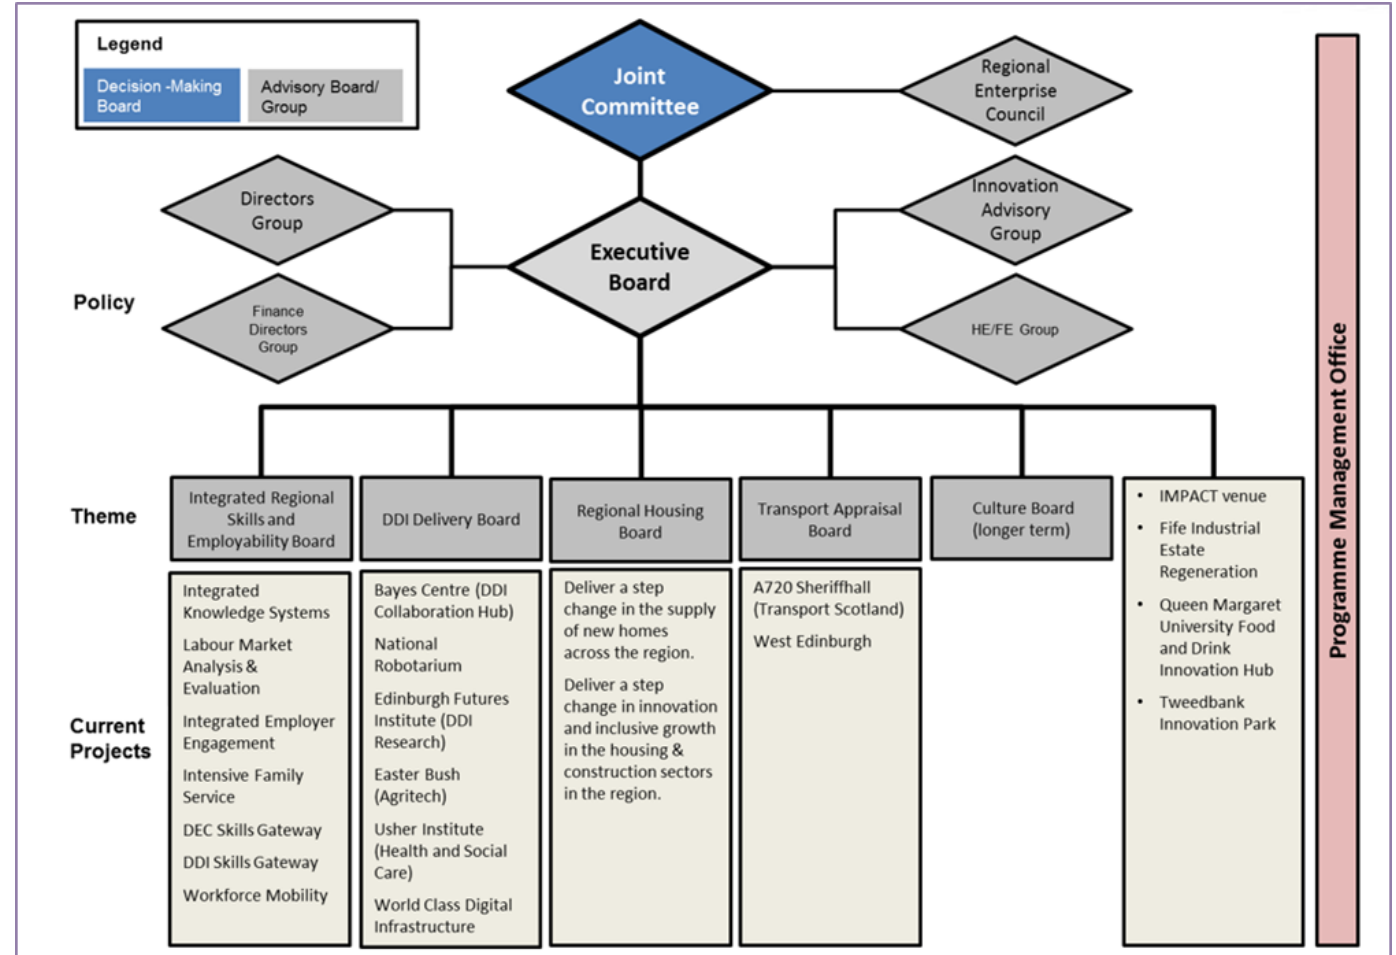 Legend
Decision -Making
Board
Advisory Board/
Group
Joint
Committee
Regional
Enterprise
Council
Directors
Group
Innovation
Advisory
Group
Executive
Board
Policy
Finance
Directors
Group
HE/FE Group
Programme Management Office
Theme
Integrated Regional
Skills and
Employability Board
DDI Delivery Board
Regional Housing
Board
Transport Appraisal
Board
Culture Board
(longer term)
• IMPACT venue
• Fife Industrial
Estate
Regeneration
• Queen Margaret
University Food
and Drink
Innovation Hub
• Tweedbank
Innovation Park
Current
Projects
Integrated
Knowledge Systems
Labour Market
Analysis &
Evaluation
Integrated Employer
Engagement
Intensive Family
Service
DEC Skills Gateway
DDI Skills Gateway
Workforce Mobility
Bayes Centre (DDI
Collaboration Hub)
National
Robotarium
Edinburgh Futures
Institute (DDI
Research)
Easter Bush
(Agritech)
Usher Institute
(Health and Social
Care)
World Class Digital
Infrastructure
Deliver a step
change in the supply
of new homes
across the region.
Deliver a step
change in innovation
and inclusive growth
in the housing &
construction sectors
in the region.
A720 Sheriffhall
(Transport Scotland)
West Edinburgh